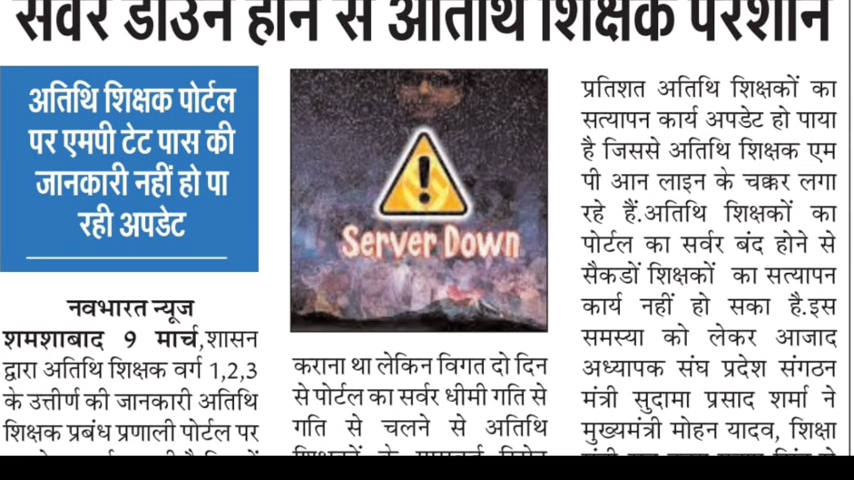 सर्वर डाउन होने से अतिथि शिक्षक परेशान
अतिथि शिक्षक पोर्टल
पर एमपी टेट पास की
जानकारी नहीं हो पा
रही अपडेट
नवभारत न्यूज
शमशाबाद 9 मार्च,शासन
द्वारा अतिथि शिक्षक वर्ग 1,2,3
के उत्तीर्ण की जानकारी अतिथि
शिक्षक प्रबंध प्रणाली पोर्टल पर
Server Down
कराना था लेकिन विगत दो दिन
से पोर्टल का सर्वर धीमी गति से
गति से चलने से अतिथि
प्रतिशत अतिथि शिक्षकों का
सत्यापन कार्य अपडेट हो पाया
है जिससे अतिथि शिक्षक एम
पी आन लाइन के चक्कर लगा
रहे हैं.अतिथि शिक्षकों का
पोर्टल का सर्वर बंद होने से
सैकडों शिक्षकों का सत्यापन
कार्य नहीं हो सका है.इस
समस्या को लेकर आजाद
अध्यापक संघ प्रदेश संगठन
मंत्री सुदामा प्रसाद शर्मा ने
मुख्यमंत्री मोहन यादव, शिक्षा